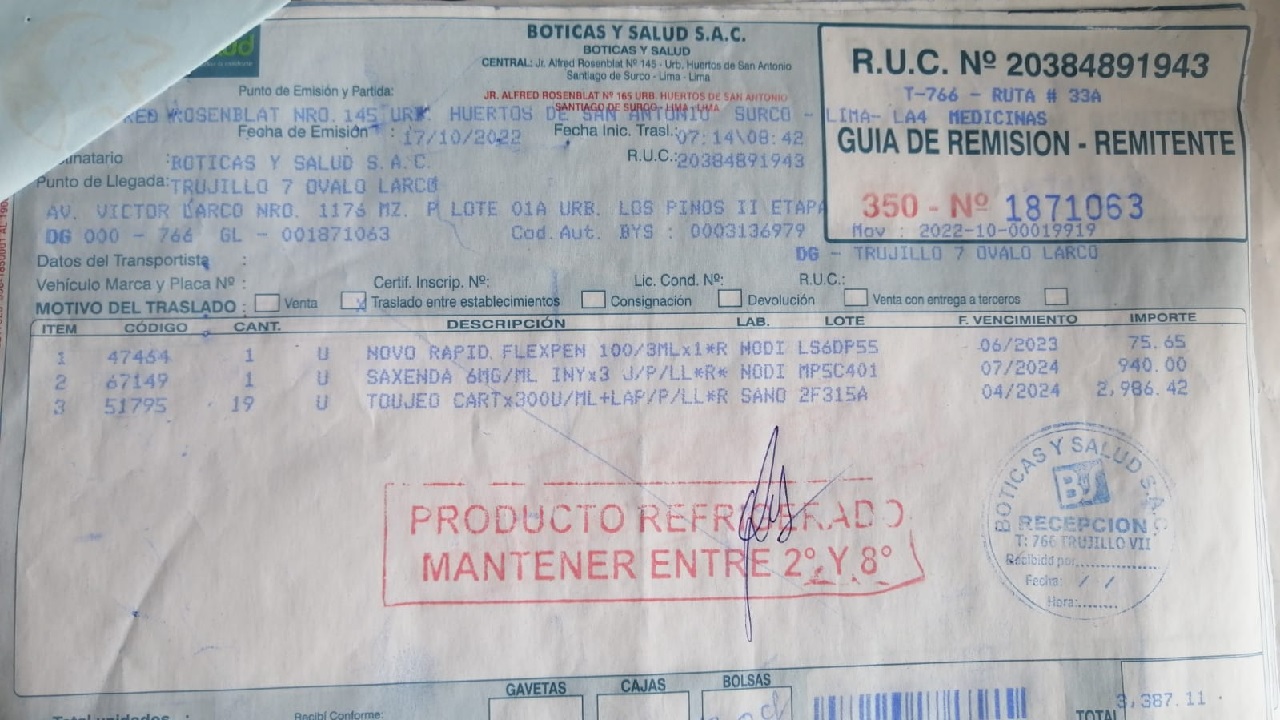 BOTICAS Y SALUD S.A.C.
BOTICAS Y SALUD
CENTRAL: Jr. Alfred Rosenblat Nº 145 - Urb. Huertos de San Antonio
Santiago de Surco - Lima - Lima
JR. ALFRED ROSENBLAT Nº 165 URB. HUERTOS DE SAN ANTONIO
SANTIAGO DE SURCO - LIMA - LIMA
R.U.C. Nº 20384891943
T-766 - RUTA # 33A
GUIA DE REMISION - REMITENTE
350 - Nº 1871063
Mov : 2022-10-00019919
Punto de Emisión y Partida:
ROSENBLAT NRO. 145 URB. HUERTOS DE SAN ANTONIO SURCO - LIMA- LA4 MEDICINAS
Fecha de Emisión : 17/10/2022 Fecha Inic. Trasl. 07:14\08:42
BOTICAS Y SALUD S.A.C. R.U.C.: 20384891943
Punto de Llegada: TRUJILLO 7 OVALO LARCO
AV. VICTOR LARCO NRO. 1176 MZ. P LOTE 01A URB. LOS PINOS II ETAPA
DG 000 - 766 GL - 001871063 Cod.Aut. BYS : 0003136979
DG - TRUJILLO 7 OVALO LARCO
Datos del Transportista :
Vehículo Marca y Placa Nº : Certif. Inscrip. Nº: Lic. Cond. Nº: R.U.C.:
MOTIVO DEL TRASLADO : Venta X Traslado entre establecimientos Consignación Devolución Venta con entrega a terceros
ITEM CÓDIGO CANT. DESCRIPCIÓN LAB. LOTE F. VENCIMIENTO IMPORTE
1 47464 1 U NOVO RAPID FLEXPEN 100/3MLx1*R NODI LS6DP55 06/2023 75.65
2 67149 1 U SAXENDA 6MG/ML INYx3 J/P/LL*R* NODI MP5C401 07/2024 940.00
3 51795 19 U TOUJEO CARTx300U/ML+LAP/P/LL*R SANO 2F315A 04/2024 2,986.42
PRODUCTO REFRIGERADO
MANTENER ENTRE 2º Y 8º
BOTICAS Y SALUD S.A.C.
BS
RECEPCION
T: 766 TRUJILLO VII
Recibido por
Fecha: / /
Hora:
GAVETAS CAJAS BOLSAS
Recibí Conforme:
TOTAL 3,387.11